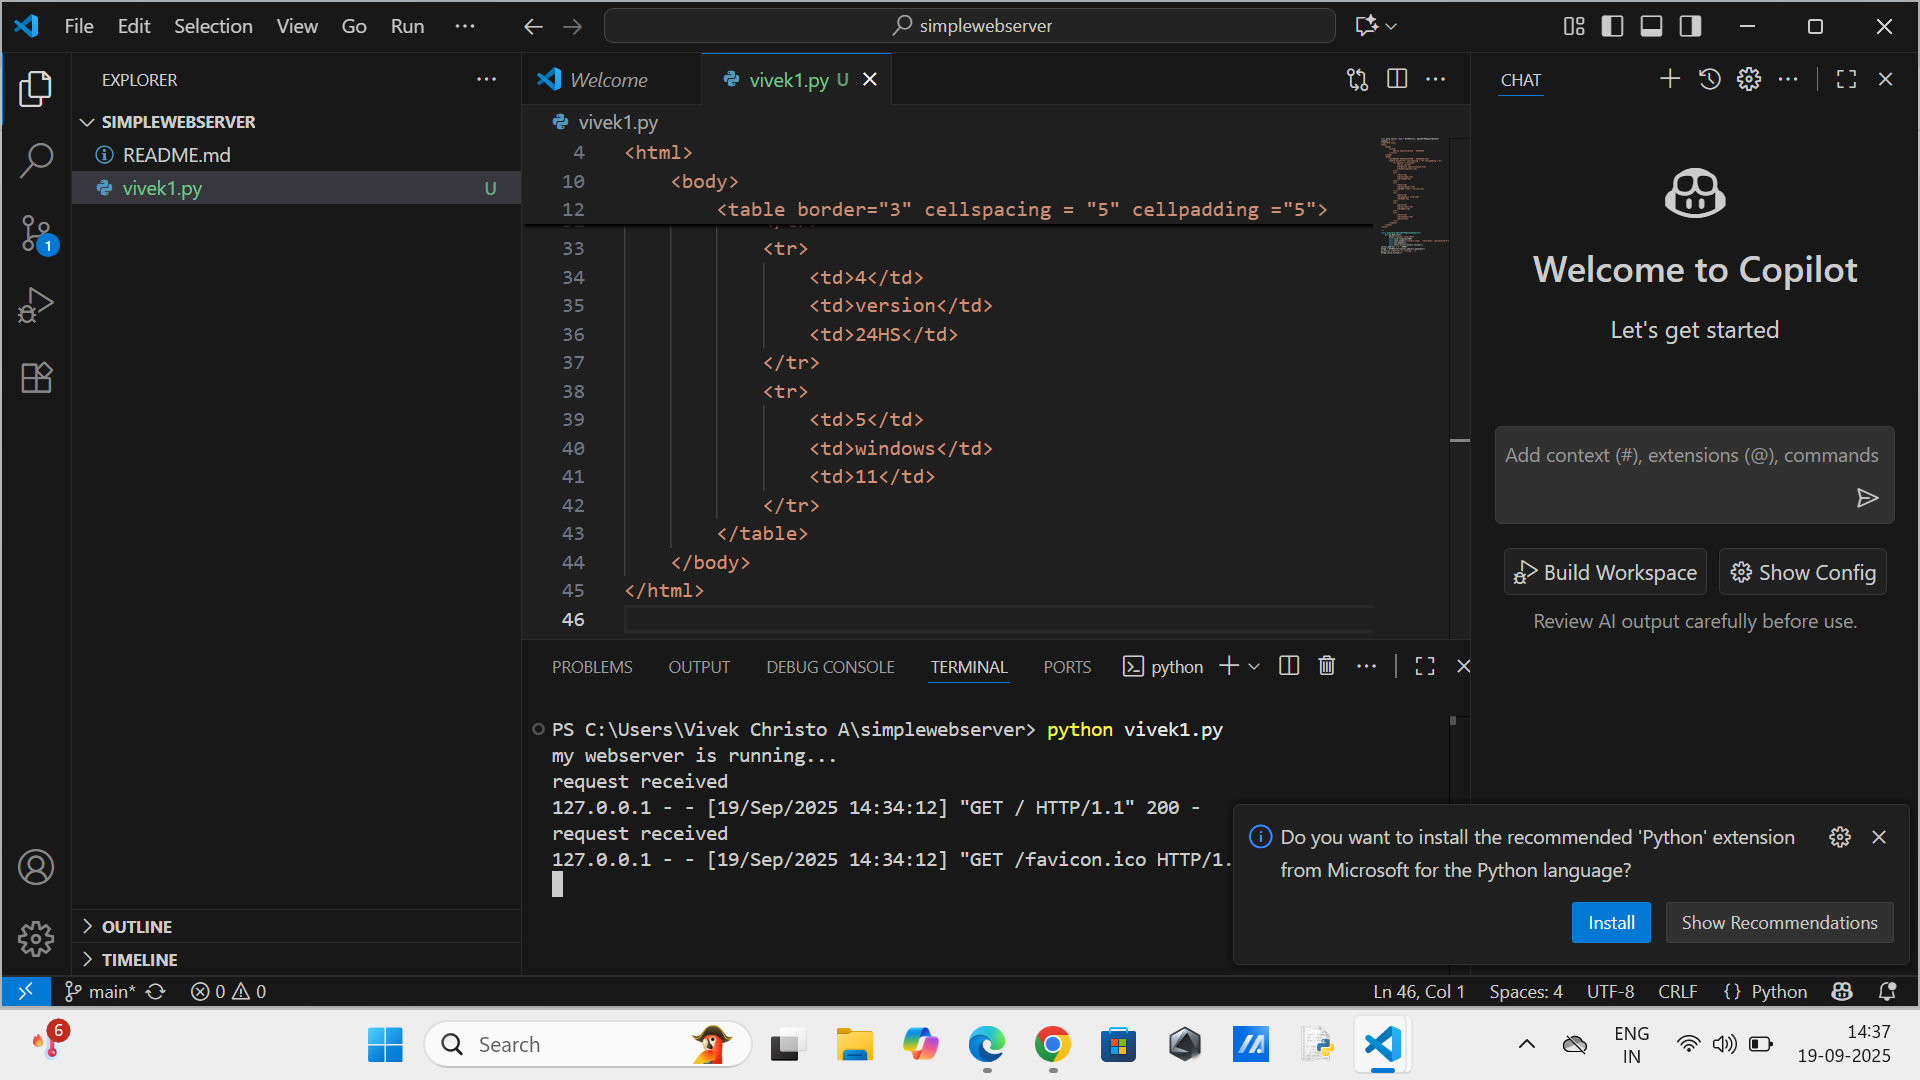 File Edit Selection View Go Run ···
simplewebserver
EXPLORER
SIMPLEWEBSERVER
README.md
vivek1.py U
OUTLINE
TIMELINE
Welcome
vivek1.py U
vivek1.py
4 <html>
10 <body>
12 <table border="3" cellspacing = "5" cellpadding ="5">
33 <tr>
34 <td>4</td>
35 <td>version</td>
36 <td>24HS</td>
37 </tr>
38 <tr>
39 <td>5</td>
40 <td>windows</td>
41 <td>11</td>
42 </tr>
43 </table>
44 </body>
45 </html>
46
PROBLEMS OUTPUT DEBUG CONSOLE TERMINAL PORTS python
PS C:\Users\Vivek Christo A\simplewebserver> python vivek1.py
my webserver is running...
request received
127.0.0.1 - - [19/Sep/2025 14:34:12] "GET / HTTP/1.1" 200 -
request received
127.0.0.1 - - [19/Sep/2025 14:34:12] "GET /favicon.ico HTTP/1.
CHAT
Welcome to Copilot
Let's get started
Add context (#), extensions (@), commands
Build Workspace Show Config
Review AI output carefully before use.
Do you want to install the recommended 'Python' extension
from Microsoft for the Python language?
Install Show Recommendations
1
main* 0 0
Ln 46, Col 1 Spaces: 4 UTF-8 CRLF {} Python
6
Search
ENG
IN
14:37
19-09-2025